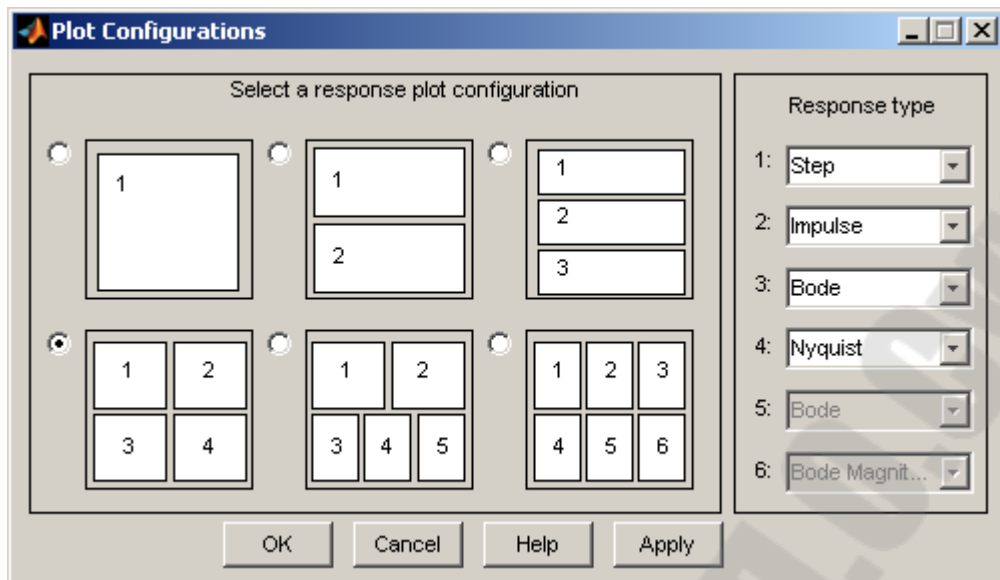 Plot Configurations
Select a response plot configuration
1
1
2
1
2
3
1 2
3 4
1 2
3 4 5
1 2 3
4 5 6
Response type
1: Step
2: Impulse
3: Bode
4: Nyquist
5: Bode
6: Bode Magnit...
OK Cancel Help Apply